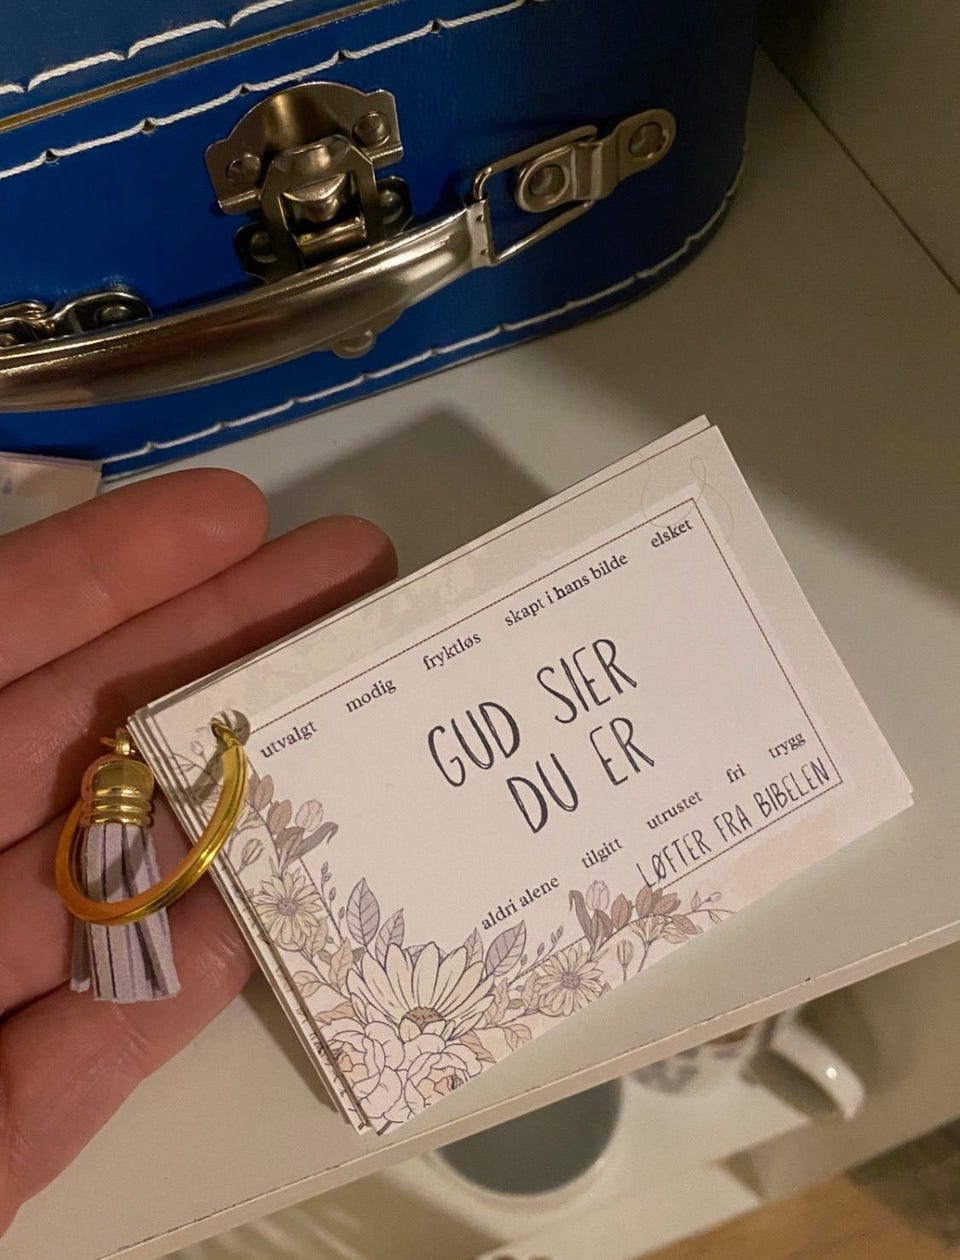 utvalgt modig fryktløs skapt i hans bilde elsket
GUD SIER
DU ER
aldri alene tilgitt utrustet fri trygg
LØFTER FRA BIBELEN